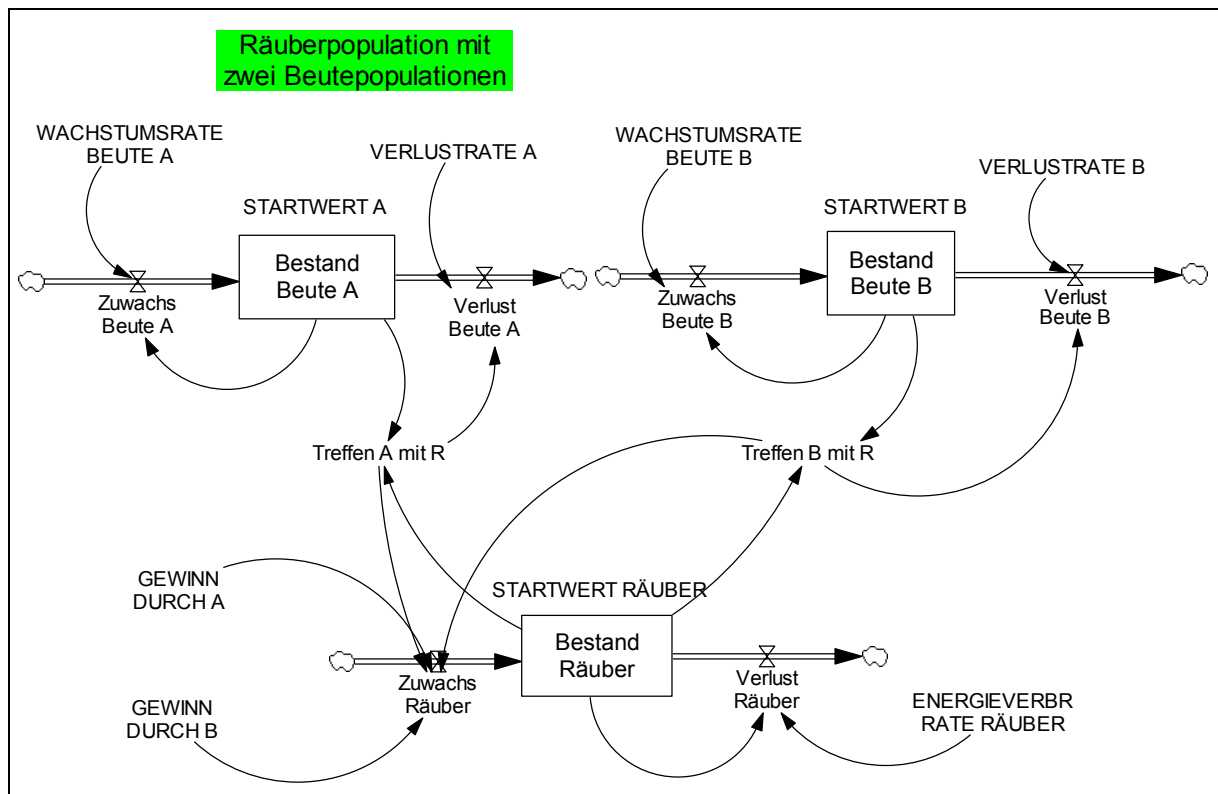 Räuberpopulation mit
zwei Beutepopulationen
WACHSTUMSRATE
BEUTE A
VERLUSTRATE A
WACHSTUMSRATE
BEUTE B
VERLUSTRATE B
STARTWERT A
STARTWERT B
Bestand
Beute A
Bestand
Beute B
Zuwachs
Beute A
Verlust
Beute A
Zuwachs
Beute B
Verlust
Beute B
Treffen A mit R
Treffen B mit R
GEWINN
DURCH A
STARTWERT RÄUBER
Bestand
Räuber
Zuwachs
Räuber
Verlust
Räuber
GEWINN
DURCH B
ENERGIEVERBR
RATE RÄUBER